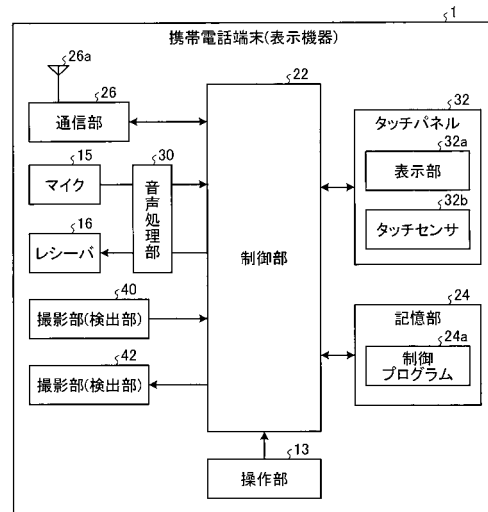 1
携帯電話端末(表示機器)
26a
26
通信部
15
マイク
30
音声処理部
16
レシーバ
40
撮影部(検出部)
42
撮影部(検出部)
22
制御部
13
操作部
32
タッチパネル
32a
表示部
32b
タッチセンサ
24
記憶部
24a
制御
プログラム